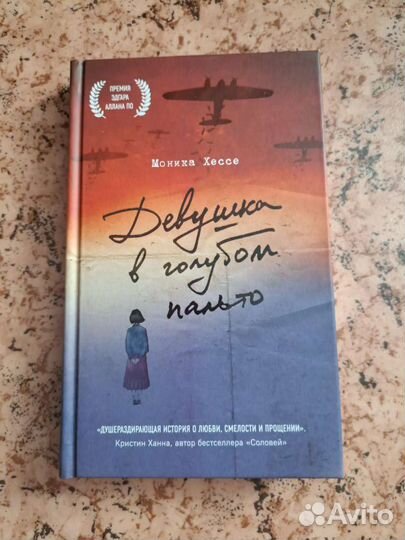 ПРЕМИЯ
ЭДГАРА
АЛЛАНА ПО
Моника Хессе
Девушка
в голубом
пальто
«ДУШЕРАЗДИРАЮЩАЯ ИСТОРИЯ О ЛЮБВИ, СМЕЛОСТИ И ПРОЩЕНИИ».
Кристин Ханна, автор бестселлера «Соловей»
Avito